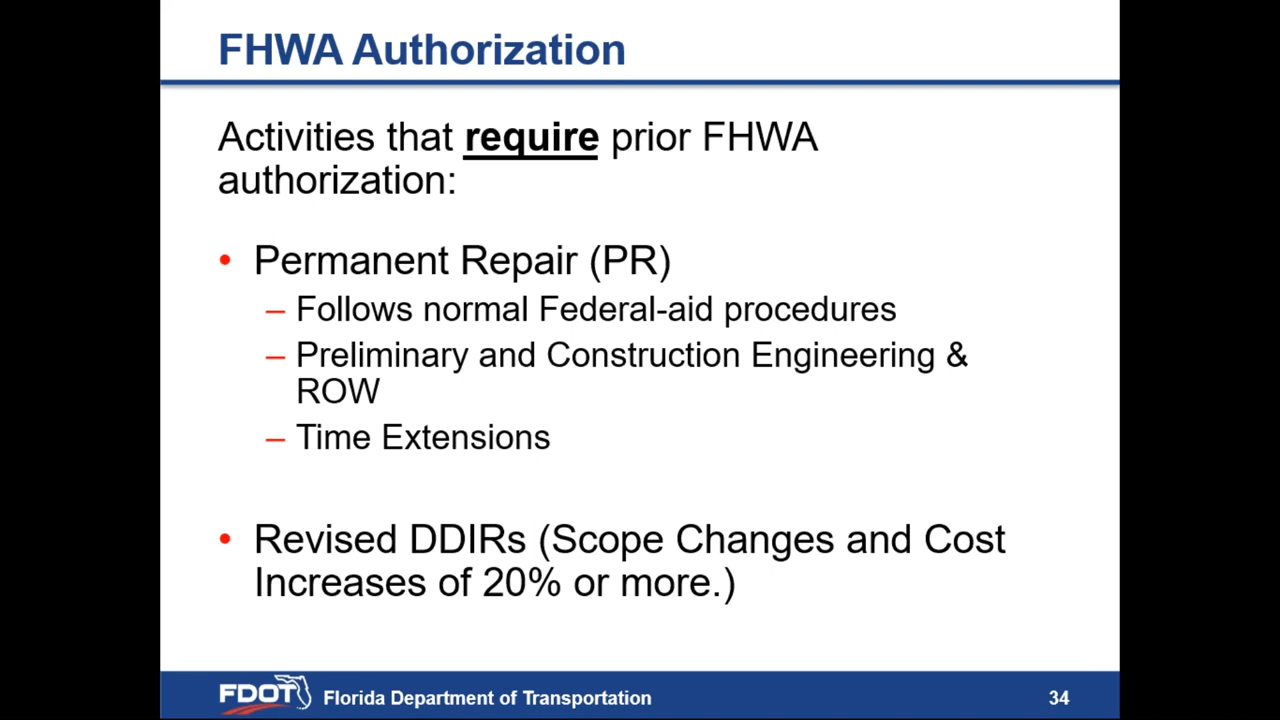 FHWA Authorization
Activities that require prior FHWA
authorization:
• Permanent Repair (PR)
– Follows normal Federal-aid procedures
– Preliminary and Construction Engineering &
ROW
– Time Extensions
• Revised DDIRs (Scope Changes and Cost
Increases of 20% or more.)
FDOT Florida Department of Transportation 34